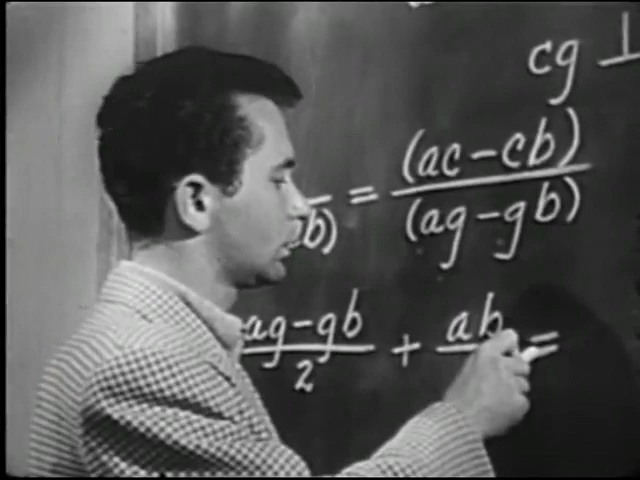 cg
b) = (ac-cb)
(ag-gb)
ag-gb + ab =
2